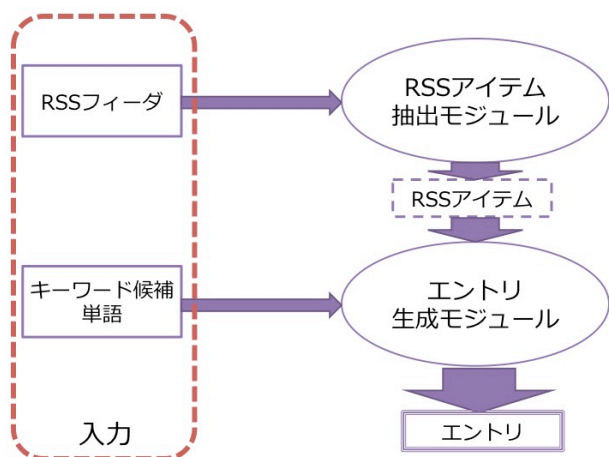 RSSフィーダ
RSSアイテム
抽出モジュール
RSSアイテム
キーワード候補
単語
エントリ
生成モジュール
入力
エントリ